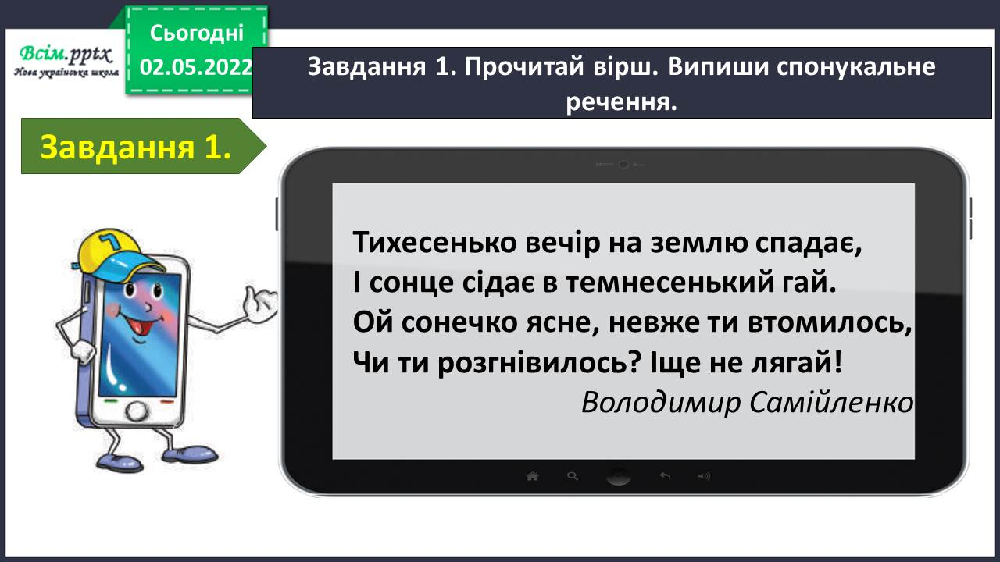 Сьогодні
02.05.2022
Всім.pptx
Нова українська школа
Завдання 1. Прочитай вірш. Випиши спонукальне
речення.
Завдання 1.
Тихесенько вечір на землю спадає,
І сонце сідає в темнесенький гай.
Ой сонечко ясне, невже ти втомилось,
Чи ти розгнівилось? Іще не лягай!
Володимир Самійленко